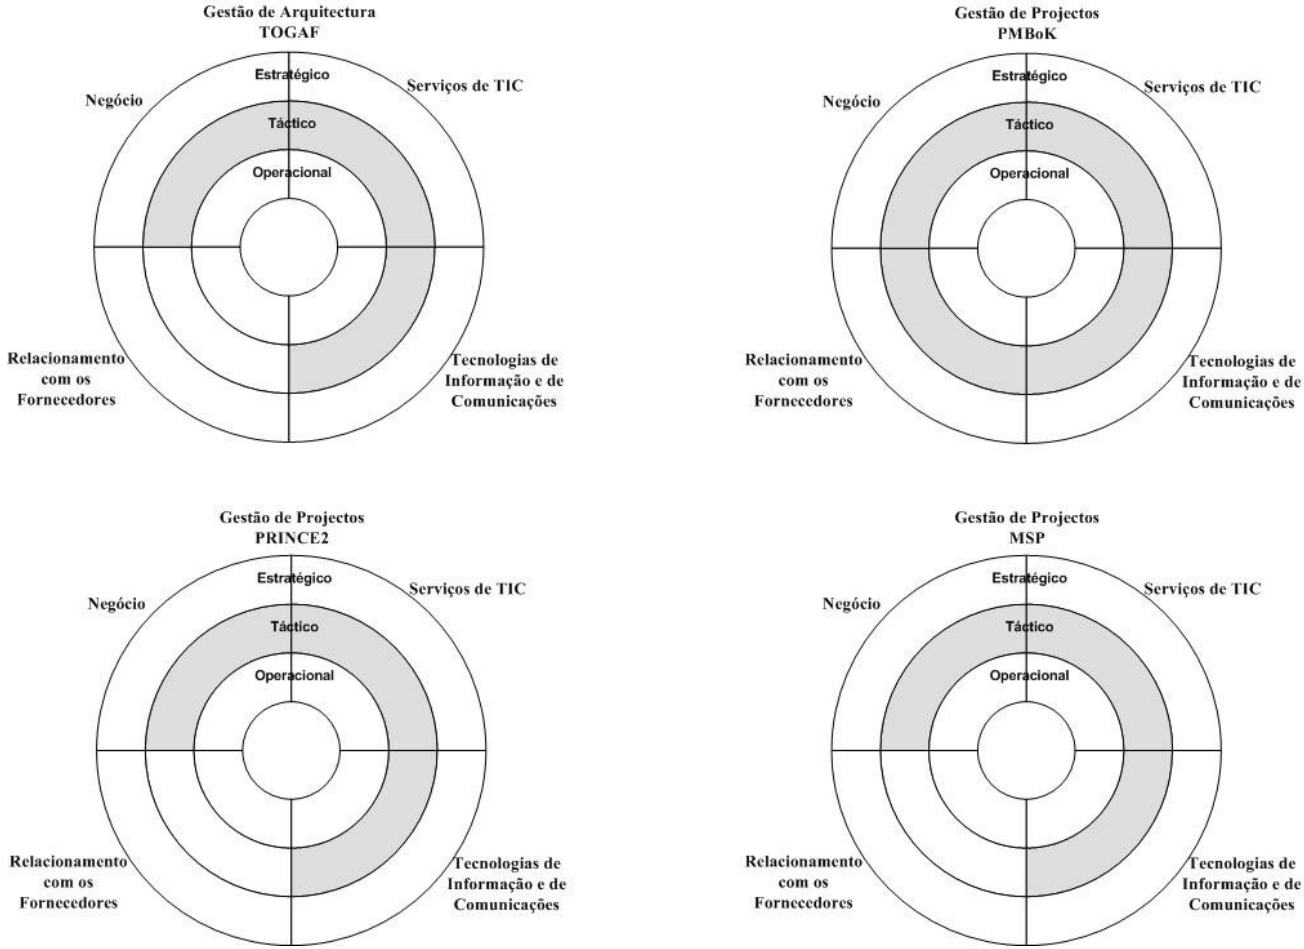 Gestão de Arquitectura
TOGAF
Estratégico
Serviços de TIC
Negócio
Táctico
Operacional
Relacionamento
com os
Fornecedores
Tecnologias de
Informação e de
Comunicações
Gestão de Projectos
PMBoK
Estratégico
Serviços de TIC
Negócio
Táctico
Operacional
Relacionamento
com os
Fornecedores
Tecnologias de
Informação e de
Comunicações
Gestão de Projectos
PRINCE2
Estratégico
Serviços de TIC
Negócio
Táctico
Operacional
Relacionamento
com os
Fornecedores
Tecnologias de
Informação e de
Comunicações
Gestão de Projectos
MSP
Estratégico
Serviços de TIC
Negócio
Táctico
Operacional
Relacionamento
com os
Fornecedores
Tecnologias de
Informação e de
Comunicações